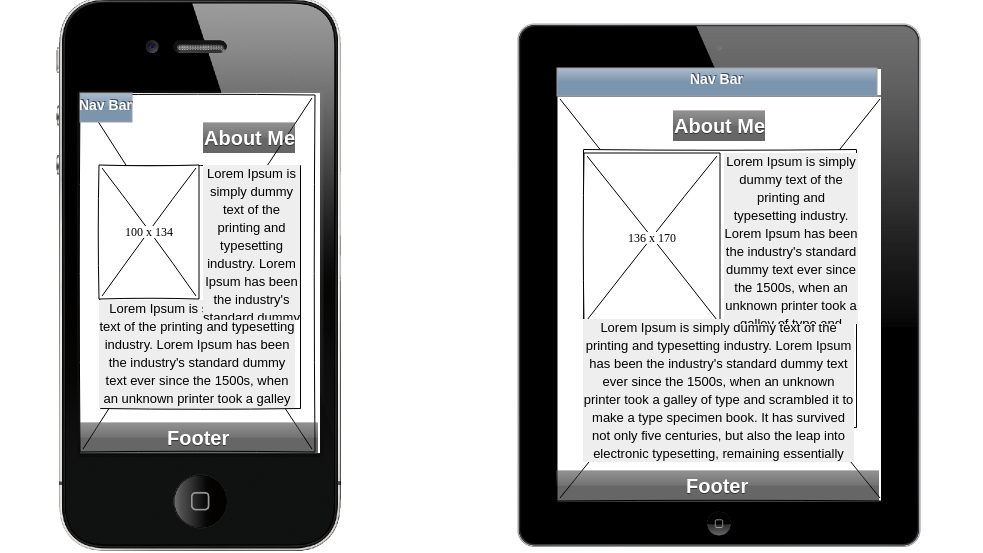 Nav Bar
About Me
100 x 134
Lorem Ipsum is
simply dummy
text of the
printing and
typesetting
industry. Lorem
Ipsum has been
the industry's
standard dummy
Lorem Ipsum is
text of the printing and typesetting
industry. Lorem Ipsum has been
the industry's standard dummy
text ever since the 1500s, when
an unknown printer took a galley
Footer
Nav Bar
About Me
136 x 170
Lorem Ipsum is simply
dummy text of the
printing and
typesetting industry.
Lorem Ipsum has been
the industry's standard
dummy text ever since
the 1500s, when an
unknown printer took a
galley of type and
Lorem Ipsum is simply dummy text of the
printing and typesetting industry. Lorem Ipsum
has been the industry's standard dummy text
ever since the 1500s, when an unknown
printer took a galley of type and scrambled it to
make a type specimen book. It has survived
not only five centuries, but also the leap into
electronic typesetting, remaining essentially
Footer